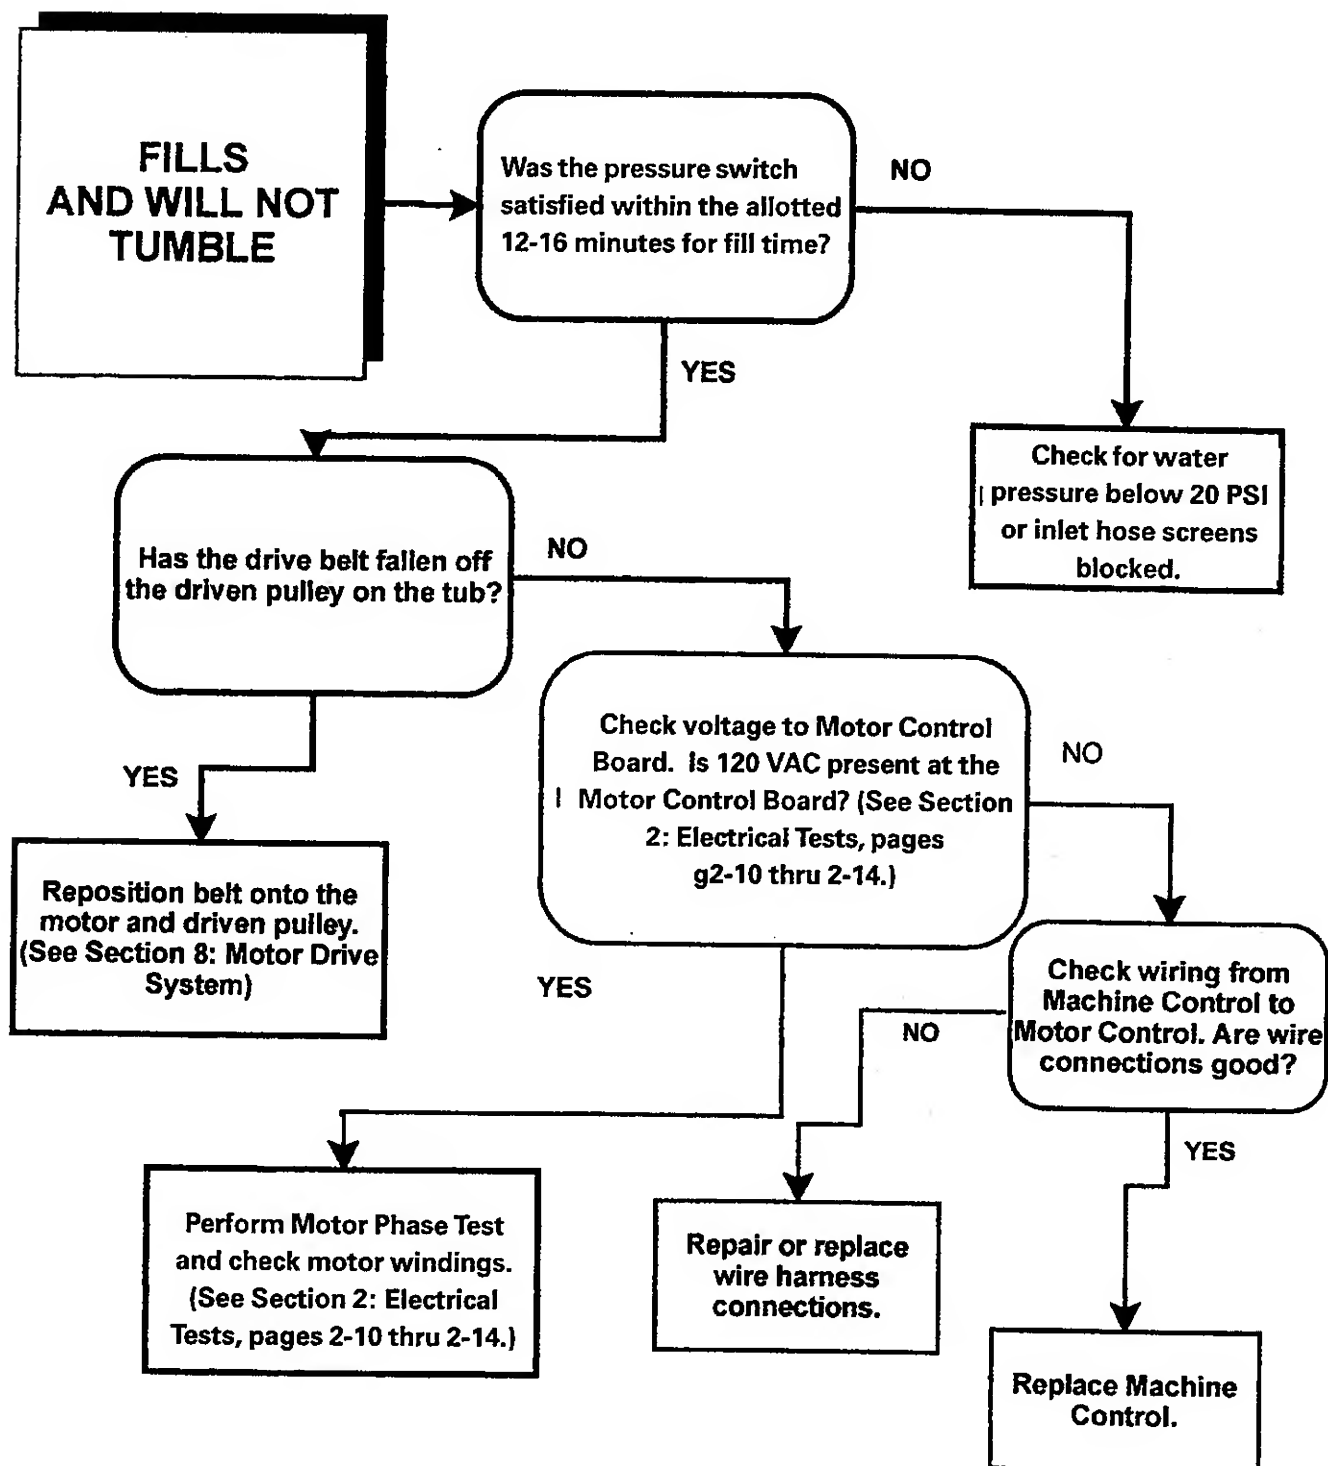 FILLS
AND WILL NOT
TUMBLE
Was the pressure switch
satisfied within the allotted
12-16 minutes for fill time?
NO
YES
Check for water
pressure below 20 PSI
or inlet hose screens
blocked.
Has the drive belt fallen off
the driven pulley on the tub?
NO
YES
Reposition belt onto the
motor and driven pulley.
(See Section 8: Motor Drive
System)
Check voltage to Motor Control
Board. Is 120 VAC present at the
Motor Control Board? (See Section
2: Electrical Tests, pages
g2-10 thru 2-14.)
NO
YES
Check wiring from
Machine Control to
Motor Control. Are wire
connections good?
NO
YES
Perform Motor Phase Test
and check motor windings.
(See Section 2: Electrical
Tests, pages 2-10 thru 2-14.)
Repair or replace
wire harness
connections.
Replace Machine
Control.